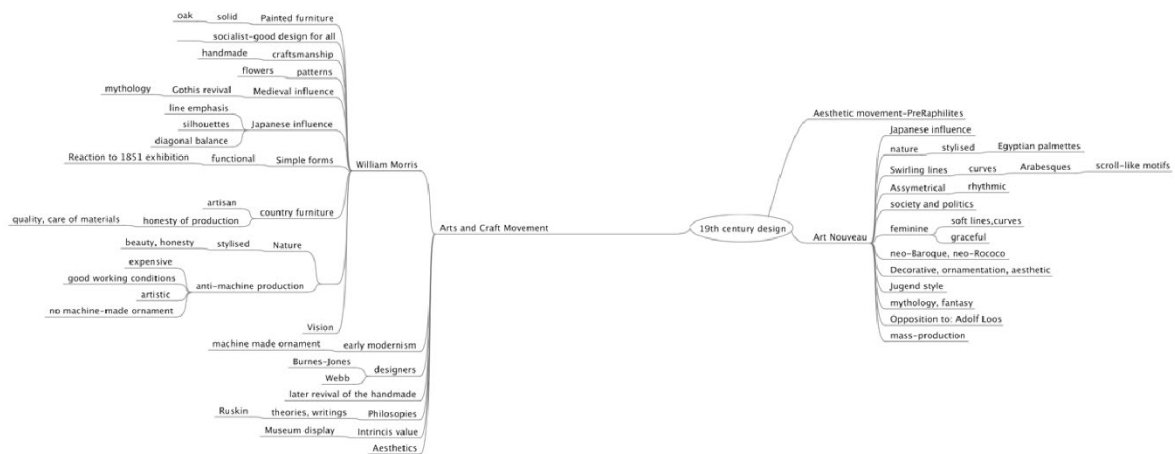 19th century design
Aesthetic movement-PreRaphilites
Art Nouveau
Japanese influence
nature stylised Egyptian palmettes
Swirling lines curves Arabesques scroll-like motifs
Assymetrical rhythmic
society and politics
feminine
soft lines,curves
graceful
neo-Baroque, neo-Rococo
Decorative, ornamentation, aesthetic
Jugend style
mythology, fantasy
Opposition to: Adolf Loos
mass-production
Arts and Craft Movement
William Morris
oak solid Painted furniture
socialist-good design for all
handmade craftsmanship
flowers patterns
mythology Gothis revival Medieval influence
line emphasis
silhouettes
diagonal balance
Japanese influence
Reaction to 1851 exhibition functional Simple forms
artisan
quality, care of materials honesty of production
country furniture
beauty, honesty stylised Nature
expensive
good working conditions
artistic
no machine-made ornament
anti-machine production
Vision
machine made ornament early modernism
Burnes-Jones
Webb
designers
later revival of the handmade
Ruskin theories, writings Philosopies
Museum display Intrincis value
Aesthetics